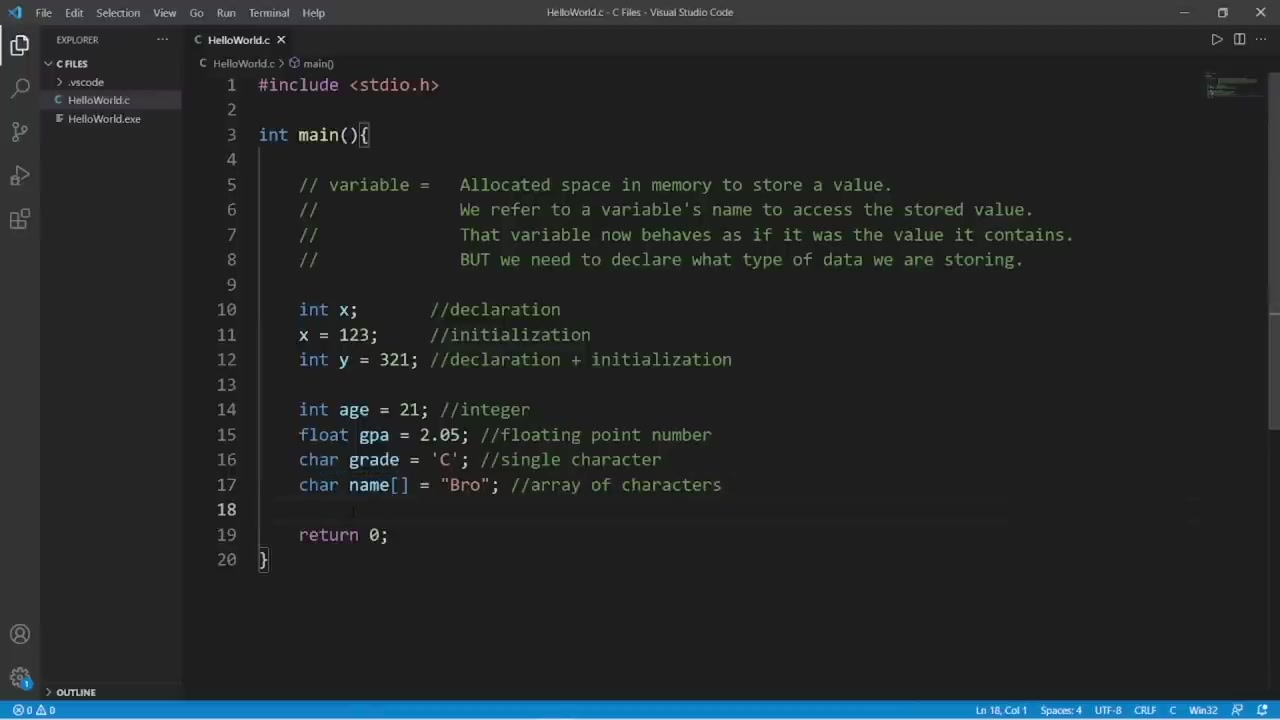 File Edit Selection View Go Run Terminal Help
HelloWorld.c - C Files - Visual Studio Code
EXPLORER
HelloWorld.c
C FILES
.vscode
HelloWorld.c
HelloWorld.exe
HelloWorld.c > main()
1 #include <stdio.h>
2
3 int main(){
4
5 // variable = Allocated space in memory to store a value.
6 // We refer to a variable's name to access the stored value.
7 // That variable now behaves as if it was the value it contains.
8 // BUT we need to declare what type of data we are storing.
9
10 int x; //declaration
11 x = 123; //initialization
12 int y = 321; //declaration + initialization
13
14 int age = 21; //integer
15 float gpa = 2.05; //floating point number
16 char grade = 'C'; //single character
17 char name[] = "Bro"; //array of characters
18
19 return 0;
20 }
1
OUTLINE
0 0
Ln 18, Col 1 Spaces: 4 UTF-8 CRLF C Win32